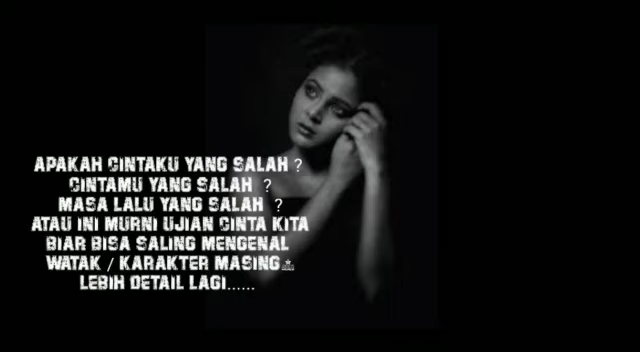 APAKAH CINTAKU YANG SALAH ?
CINTAMU YANG SALAH ?
MASA LALU YANG SALAH ?
ATAU INI MURNI UJIAN CINTA KITA
BIAR BISA SALING MENGENAL
WATAK / KARAKTER MASING
LEBIH DETAIL LAGI......